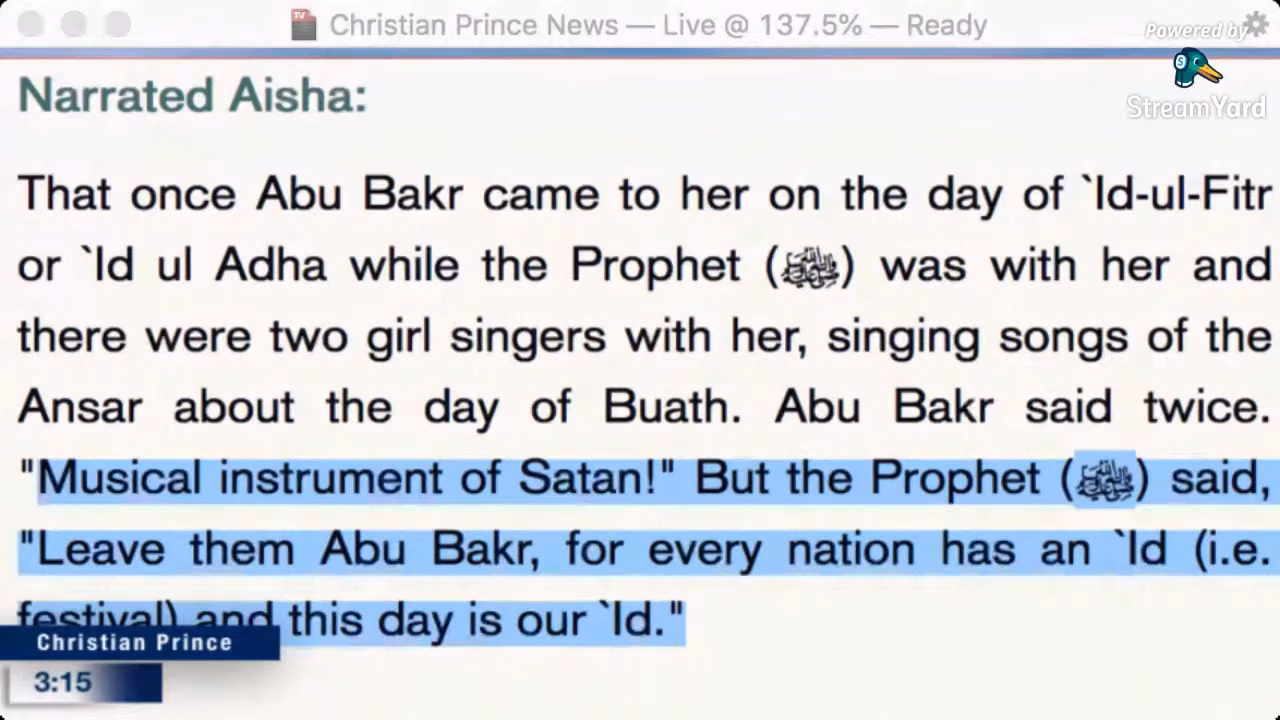 Christian Prince News — Live @ 137.5% — Ready
Powered by
StreamYard
Narrated Aisha:
That once Abu Bakr came to her on the day of `Id-ul-Fitr
or `Id ul Adha while the Prophet (ﷺ) was with her and
there were two girl singers with her, singing songs of the
Ansar about the day of Buath. Abu Bakr said twice.
"Musical instrument of Satan!" But the Prophet (ﷺ) said,
"Leave them Abu Bakr, for every nation has an `Id (i.e.
festival) and this day is our `Id."
Christian Prince
3:15